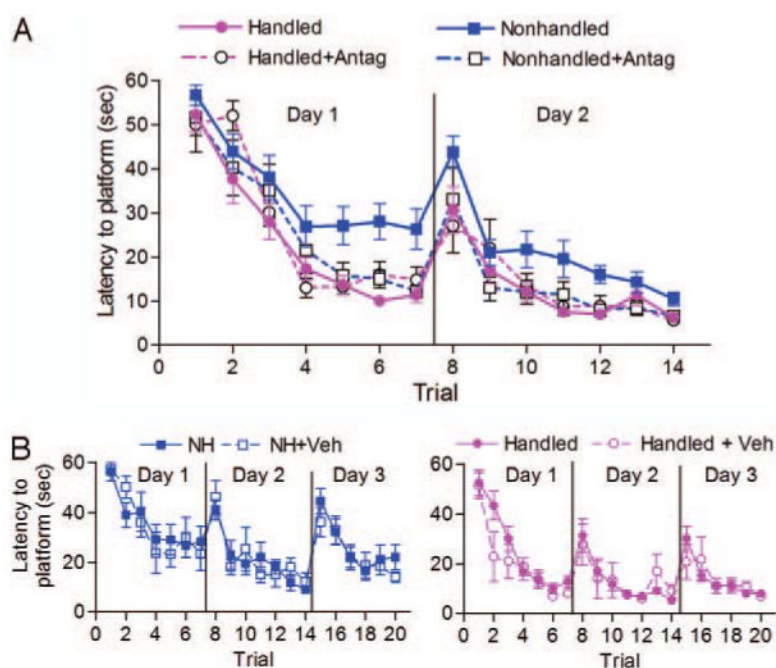 A
Handled
Nonhandled
Handled+Antag
Nonhandled+Antag
Latency to platform (sec)
60
50
40
30
20
10
0
Day 1
Day 2
0 2 4 6 8 10 12 14
Trial
B
NH
NH+Veh
Latency to
platform (sec)
60
40
20
0
Day 1
Day 2
Day 3
0 2 4 6 8 10 12 14 16 18 20
Trial
Handled
Handled + Veh
60
40
20
0
Day 1
Day 2
Day 3
0 2 4 6 8 10 12 14 16 18 20
Trial